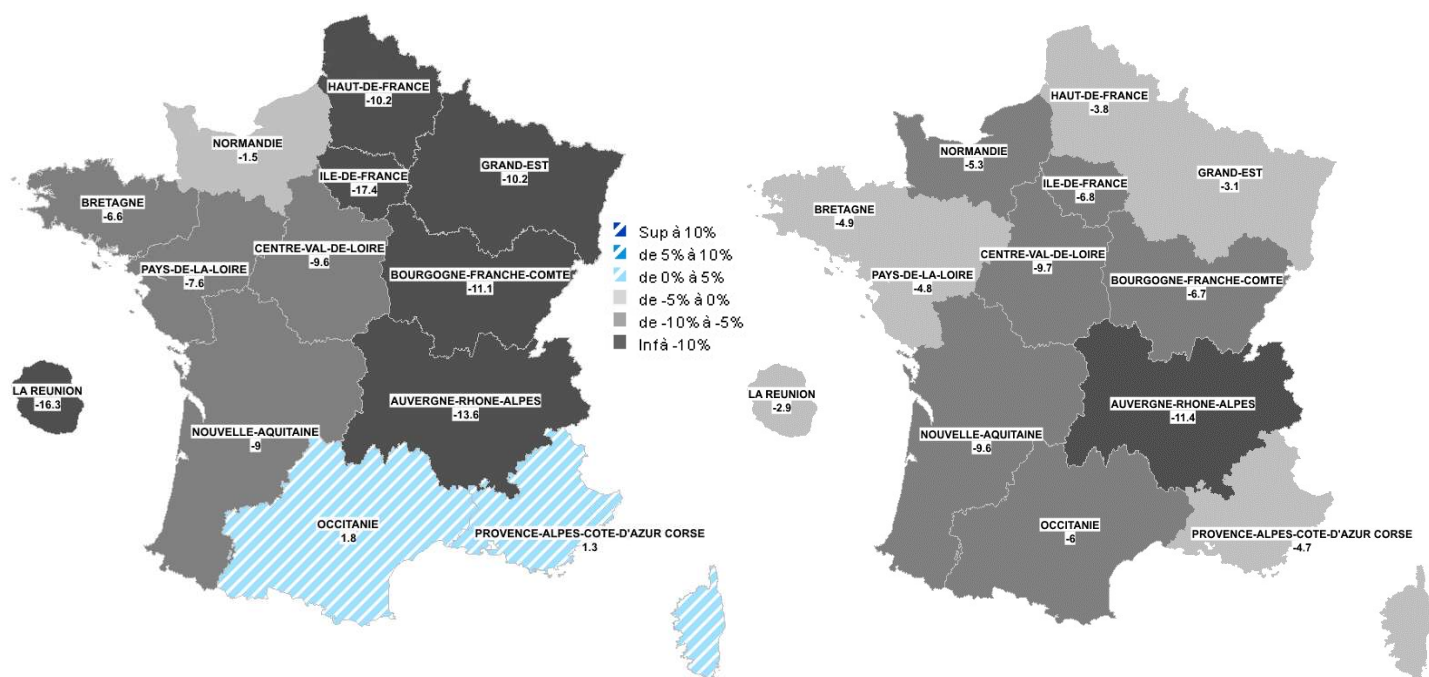 HAUT-DE-FRANCE
-10.2
NORMANDIE
-1.5
GRAND-EST
-10.2
ILE-DE-FRANCE
-17.4
BRETAGNE
-6.6
CENTRE-VAL-DE-LOIRE
-9.6
PAYS-DE-LA-LOIRE
-7.6
BOURGOGNE-FRANCHE-COMTE
-11.1
LA REUNION
-16.3
AUVERGNE-RHONE-ALPES
-13.6
NOUVELLE-AQUITAINE
-9
OCCITANIE
1.8
PROVENCE-ALPES-COTE-D'AZUR CORSE
1.3
Sup à 10%
de 5% à 10%
de 0% à 5%
de -5% à 0%
de -10% à -5%
Inf à -10%
HAUT-DE-FRANCE
-3.8
NORMANDIE
-5.3
GRAND-EST
-3.1
ILE-DE-FRANCE
-6.8
BRETAGNE
-4.9
CENTRE-VAL-DE-LOIRE
-9.7
PAYS-DE-LA-LOIRE
-4.8
BOURGOGNE-FRANCHE-COMTE
-6.7
LA REUNION
-2.9
AUVERGNE-RHONE-ALPES
-11.4
NOUVELLE-AQUITAINE
-9.6
OCCITANIE
-6
PROVENCE-ALPES-COTE-D'AZUR CORSE
-4.7